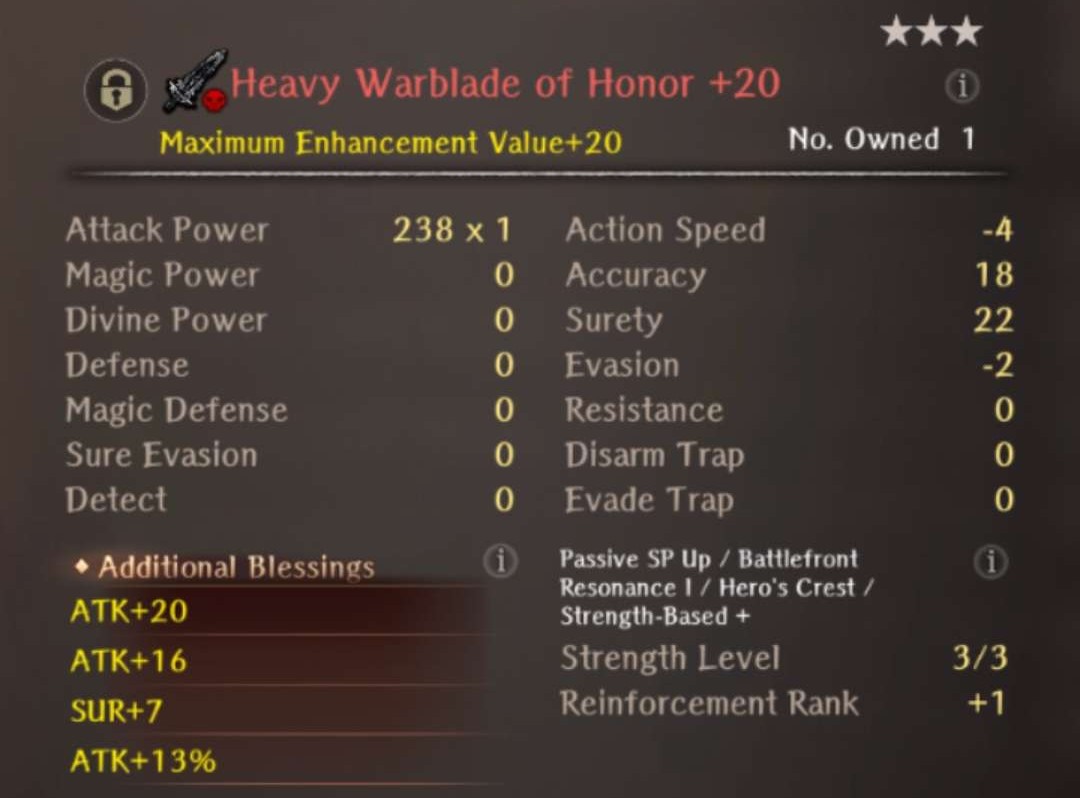 Heavy Warblade of Honor +20
Maximum Enhancement Value+20
No. Owned 1
Attack Power 238 x 1
Magic Power 0
Divine Power 0
Defense 0
Magic Defense 0
Sure Evasion 0
Detect 0
Action Speed -4
Accuracy 18
Surety 22
Evasion -2
Resistance 0
Disarm Trap 0
Evade Trap 0
Additional Blessings
ATK+20
ATK+16
SUR+7
ATK+13%
Passive SP Up / Battlefront
Resonance I / Hero's Crest /
Strength-Based +
Strength Level 3/3
Reinforcement Rank +1